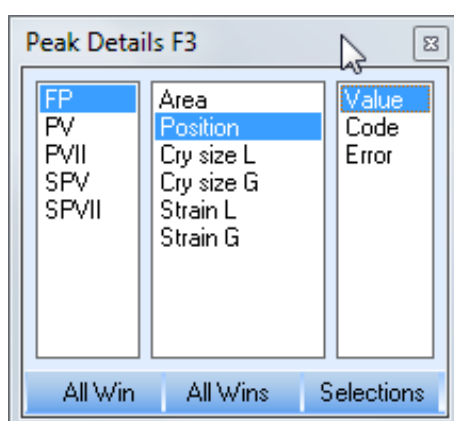 Peak Details F3
FP
PV
PVII
SPV
SPVII
Area
Position
Cry size L
Cry size G
Strain L
Strain G
Value
Code
Error
All Win
All Wins
Selections